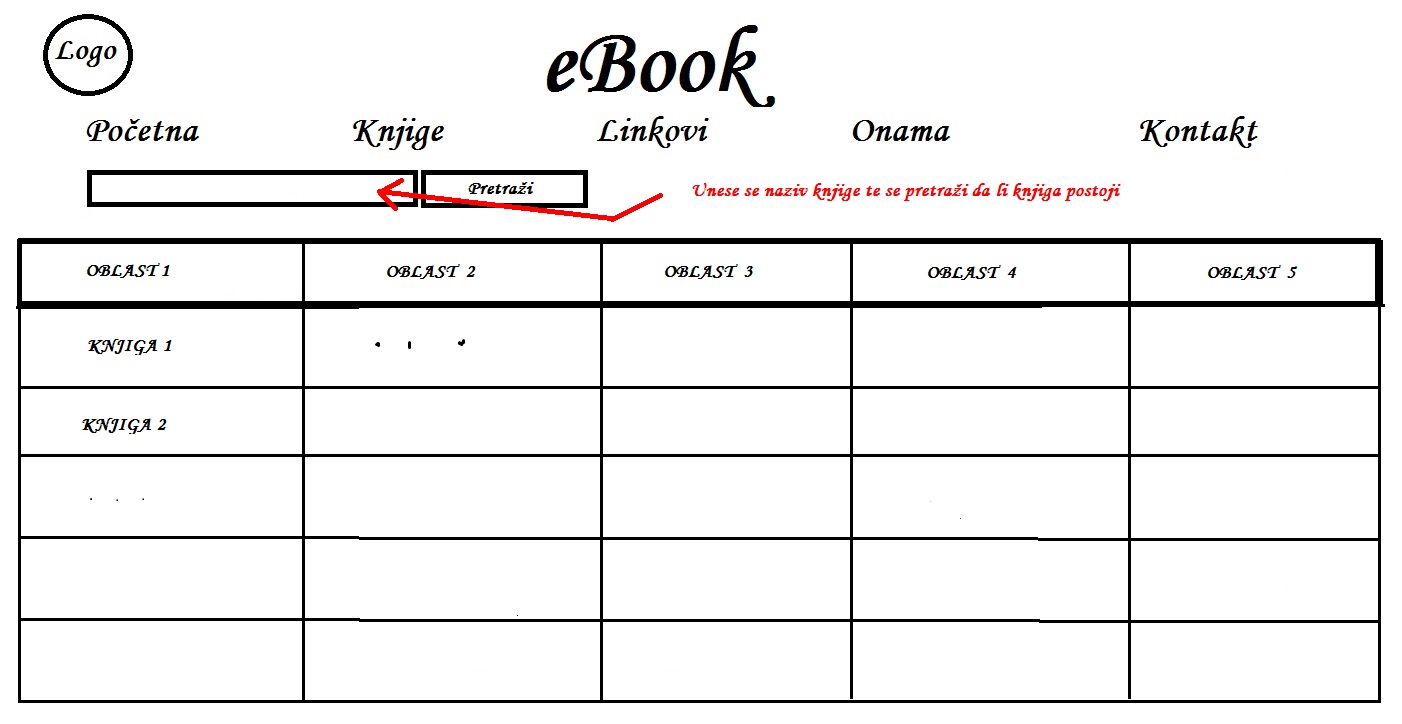 Logo
eBook
Početna Knjige Linkovi Onama Kontakt
Pretraži Unese se naziv knjige te se pretraži da li knjiga postoji
OBLAST 1 OBLAST 2 OBLAST 3 OBLAST 4 OBLAST 5
KNJIGA 1 . . .
KNJIGA 2
. . .